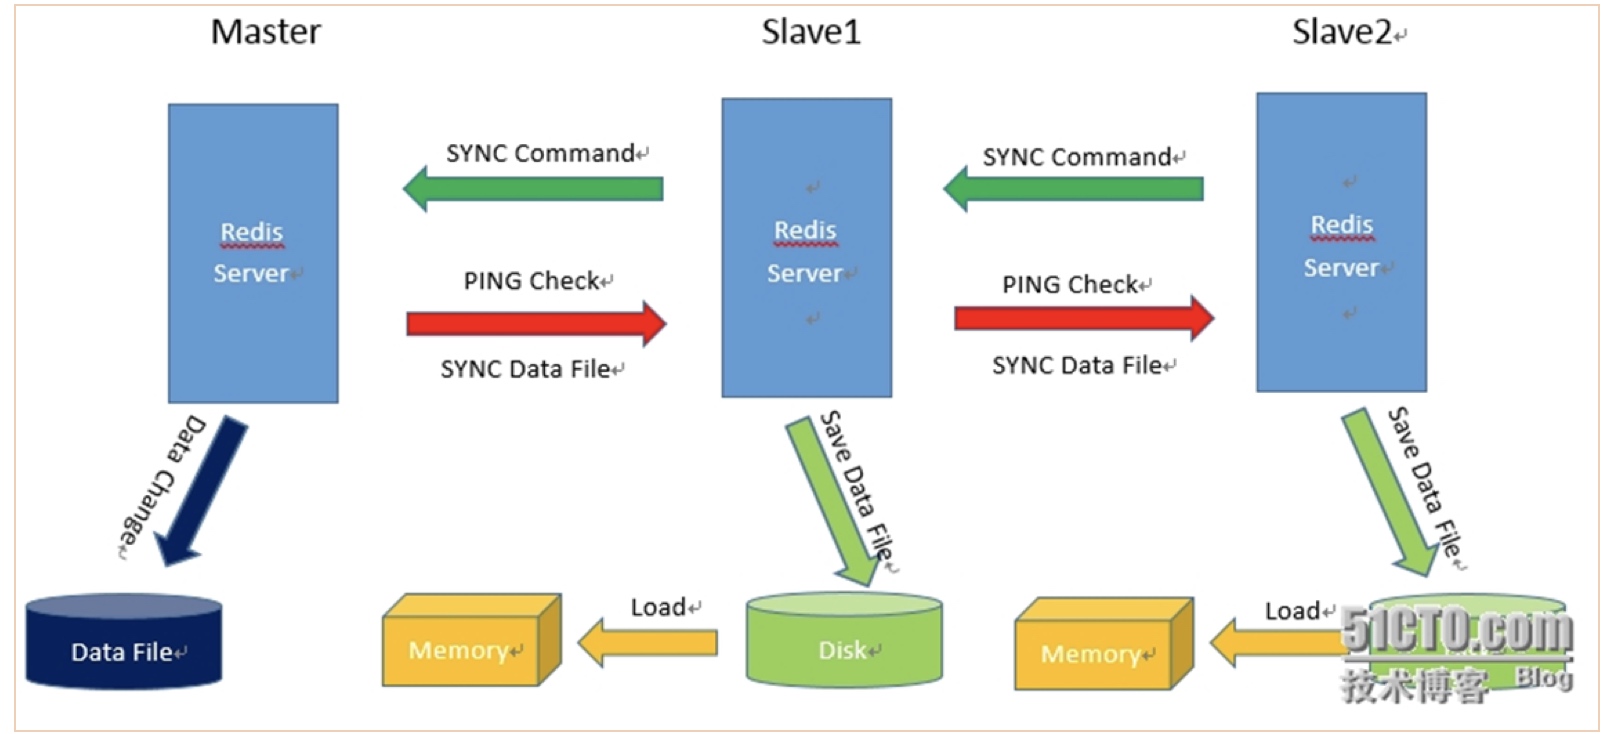 Master
Slave1
Slave2
SYNC Command
SYNC Command
Redis
Server
Redis
Server
Redis
Server
PING Check
PING Check
SYNC Data File
SYNC Data File
Data Change
Save Data File
Save Data File
Data File
Memory
Load
Disk
Memory
Load
51CTO.com
技术博客 Blog